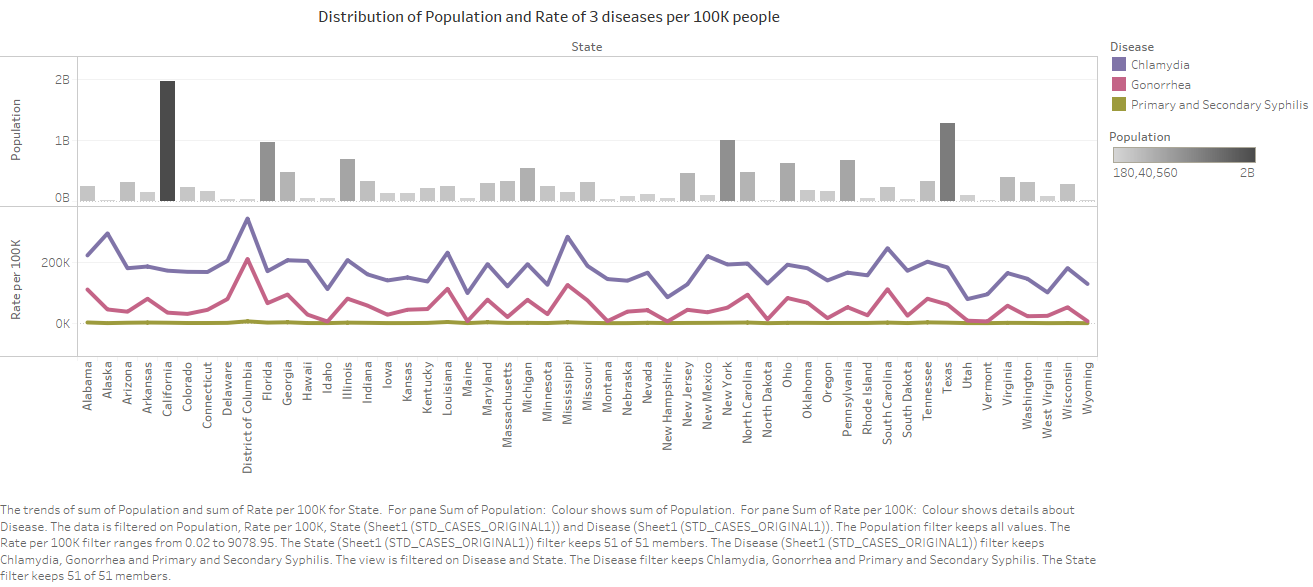 Distribution of Population and Rate of 3 diseases per 100K people
State
Disease
Chlamydia
Gonorrhea
Primary and Secondary Syphilis
Population
180,40,560 2B
Population
2B
1B
0B
Rate per 100K
200K
0K
Alabama
Alaska
Arizona
Arkansas
California
Colorado
Connecticut
Delaware
District of Columbia
Florida
Georgia
Hawaii
Idaho
Illinois
Indiana
Iowa
Kansas
Kentucky
Louisiana
Maine
Maryland
Massachusetts
Michigan
Minnesota
Mississippi
Missouri
Montana
Nebraska
Nevada
New Hampshire
New Jersey
New Mexico
New York
North Carolina
North Dakota
Ohio
Oklahoma
Oregon
Pennsylvania
Rhode Island
South Carolina
South Dakota
Tennessee
Texas
Utah
Vermont
Virginia
Washington
West Virginia
Wisconsin
Wyoming
The trends of sum of Population and sum of Rate per 100K for State. For pane Sum of Population: Colour shows sum of Population. For pane Sum of Rate per 100K: Colour shows details about
Disease. The data is filtered on Population, Rate per 100K, State (Sheet1 (STD_CASES_ORIGINAL1)) and Disease (Sheet1 (STD_CASES_ORIGINAL1)). The Population filter keeps all values. The
Rate per 100K filter ranges from 0.02 to 9078.95. The State (Sheet1 (STD_CASES_ORIGINAL1)) filter keeps 51 of 51 members. The Disease (Sheet1 (STD_CASES_ORIGINAL1)) filter keeps
Chlamydia, Gonorrhea and Primary and Secondary Syphilis. The view is filtered on Disease and State. The Disease filter keeps Chlamydia, Gonorrhea and Primary and Secondary Syphilis. The State
filter keeps 51 of 51 members.